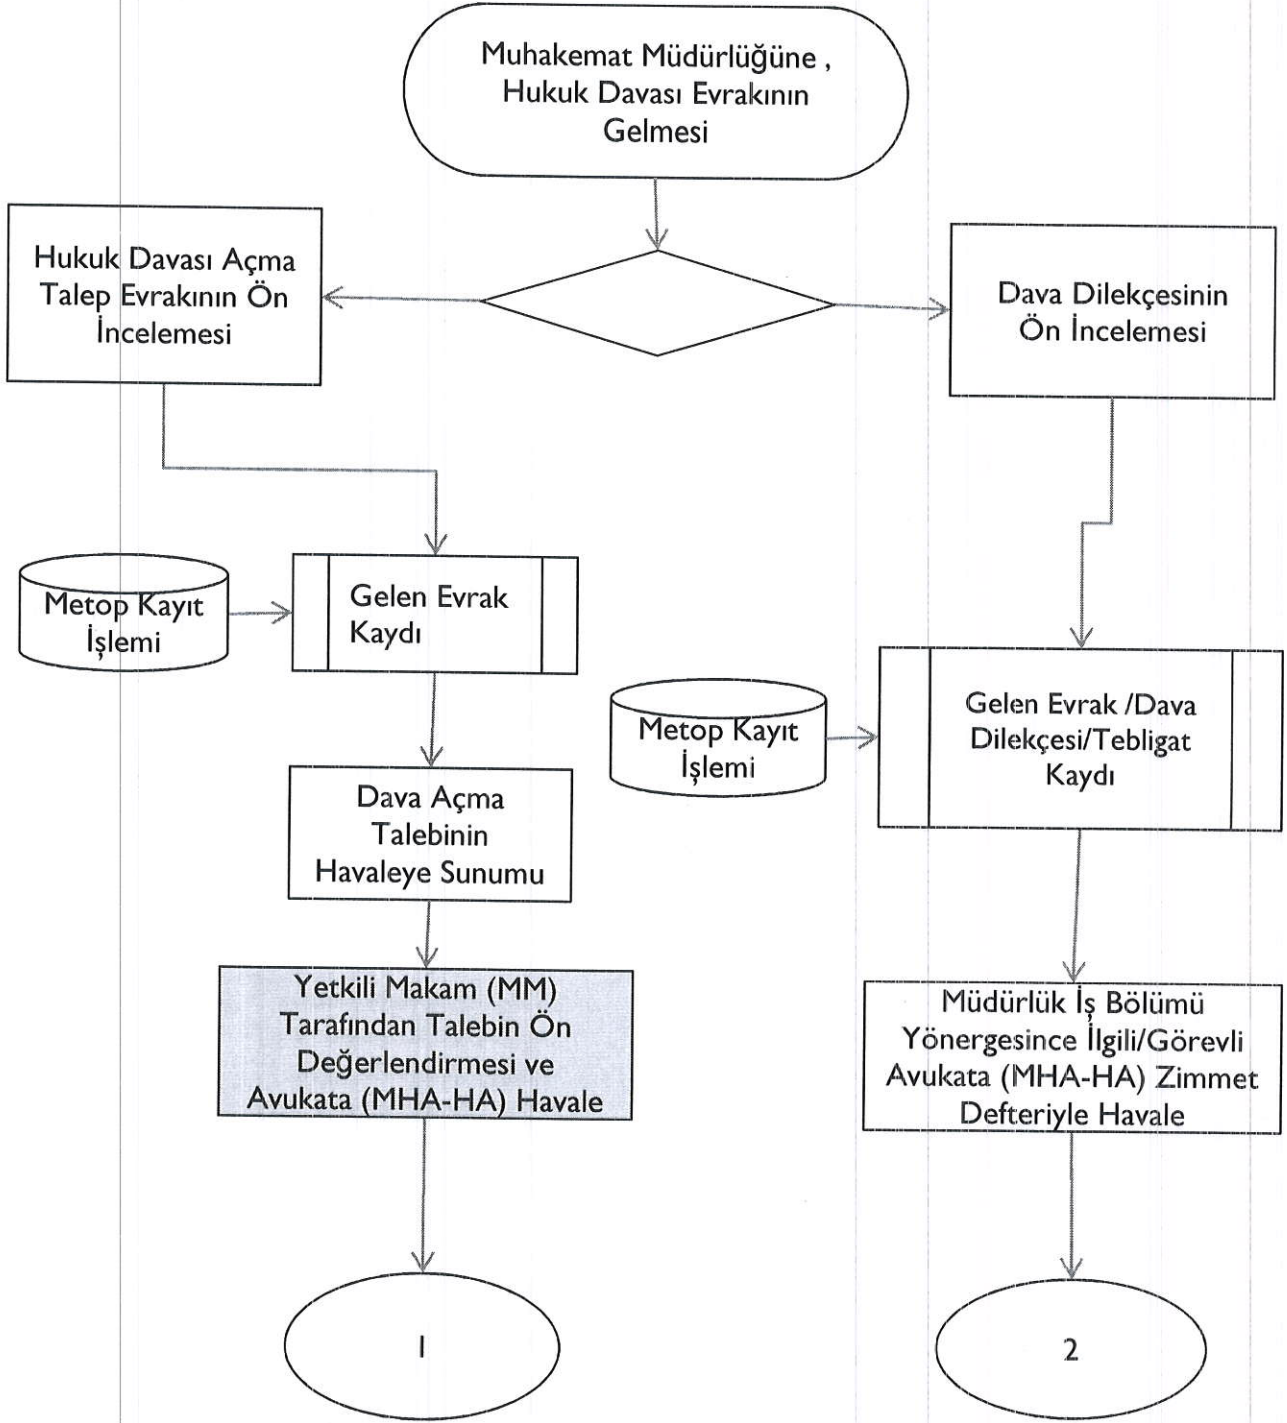 Muhakemat Müdürlüğüne ,
Hukuk Davası Evrakının
Gelmesi
Hukuk Davası Açma
Talep Evrakının Ön
İncelemesi
Dava Dilekçesinin
Ön İncelemesi
Metop Kayıt
İşlemi
Gelen Evrak
Kaydı
Metop Kayıt
İşlemi
Gelen Evrak /Dava
Dilekçesi/Tebligat
Kaydı
Dava Açma
Talebinin
Havaleye Sunumu
Yetkili Makam (MM)
Tarafından Talebin Ön
Değerlendirmesi ve
Avukata (MHA-HA) Havale
Müdürlük İş Bölümü
Yönergesince İlgili/Görevli
Avukata (MHA-HA) Zimmet
Defteriyle Havale
1
2